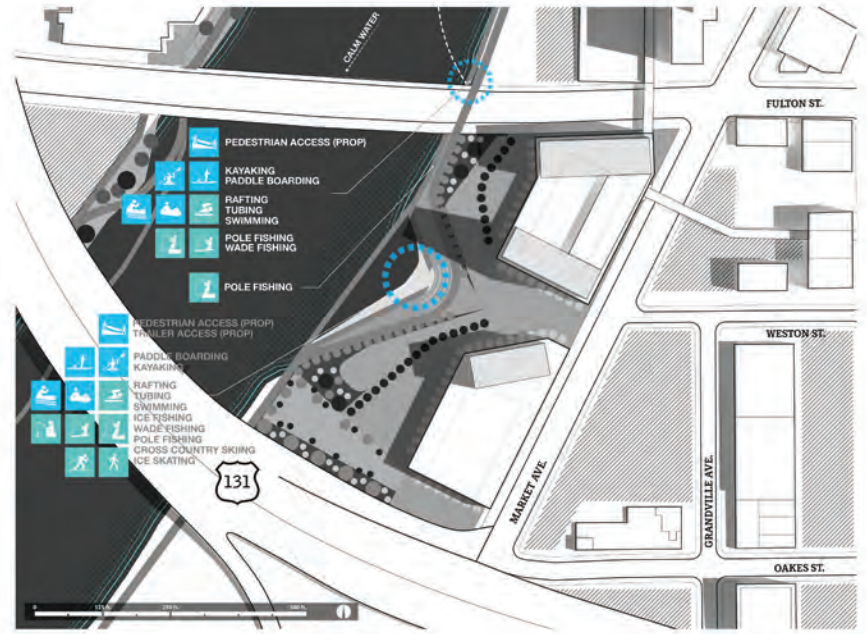 CALM WATER
FULTON ST.
PEDESTRIAN ACCESS (PROP)
KAYAKING
PADDLE BOARDING
RAFTING
TUBING
SWIMMING
POLE FISHING
WADE FISHING
POLE FISHING
PEDESTRIAN ACCESS (PROP)
TRAILER ACCESS (PROP)
PADDLE BOARDING
KAYAKING
RAFTING
TUBING
SWIMMING
ICE FISHING
WADE FISHING
POLE FISHING
CROSS COUNTRY SKIING
ICE SKATING
WESTON ST.
131
MARKET AVE.
GRANDVILLE AVE.
OAKES ST.
0